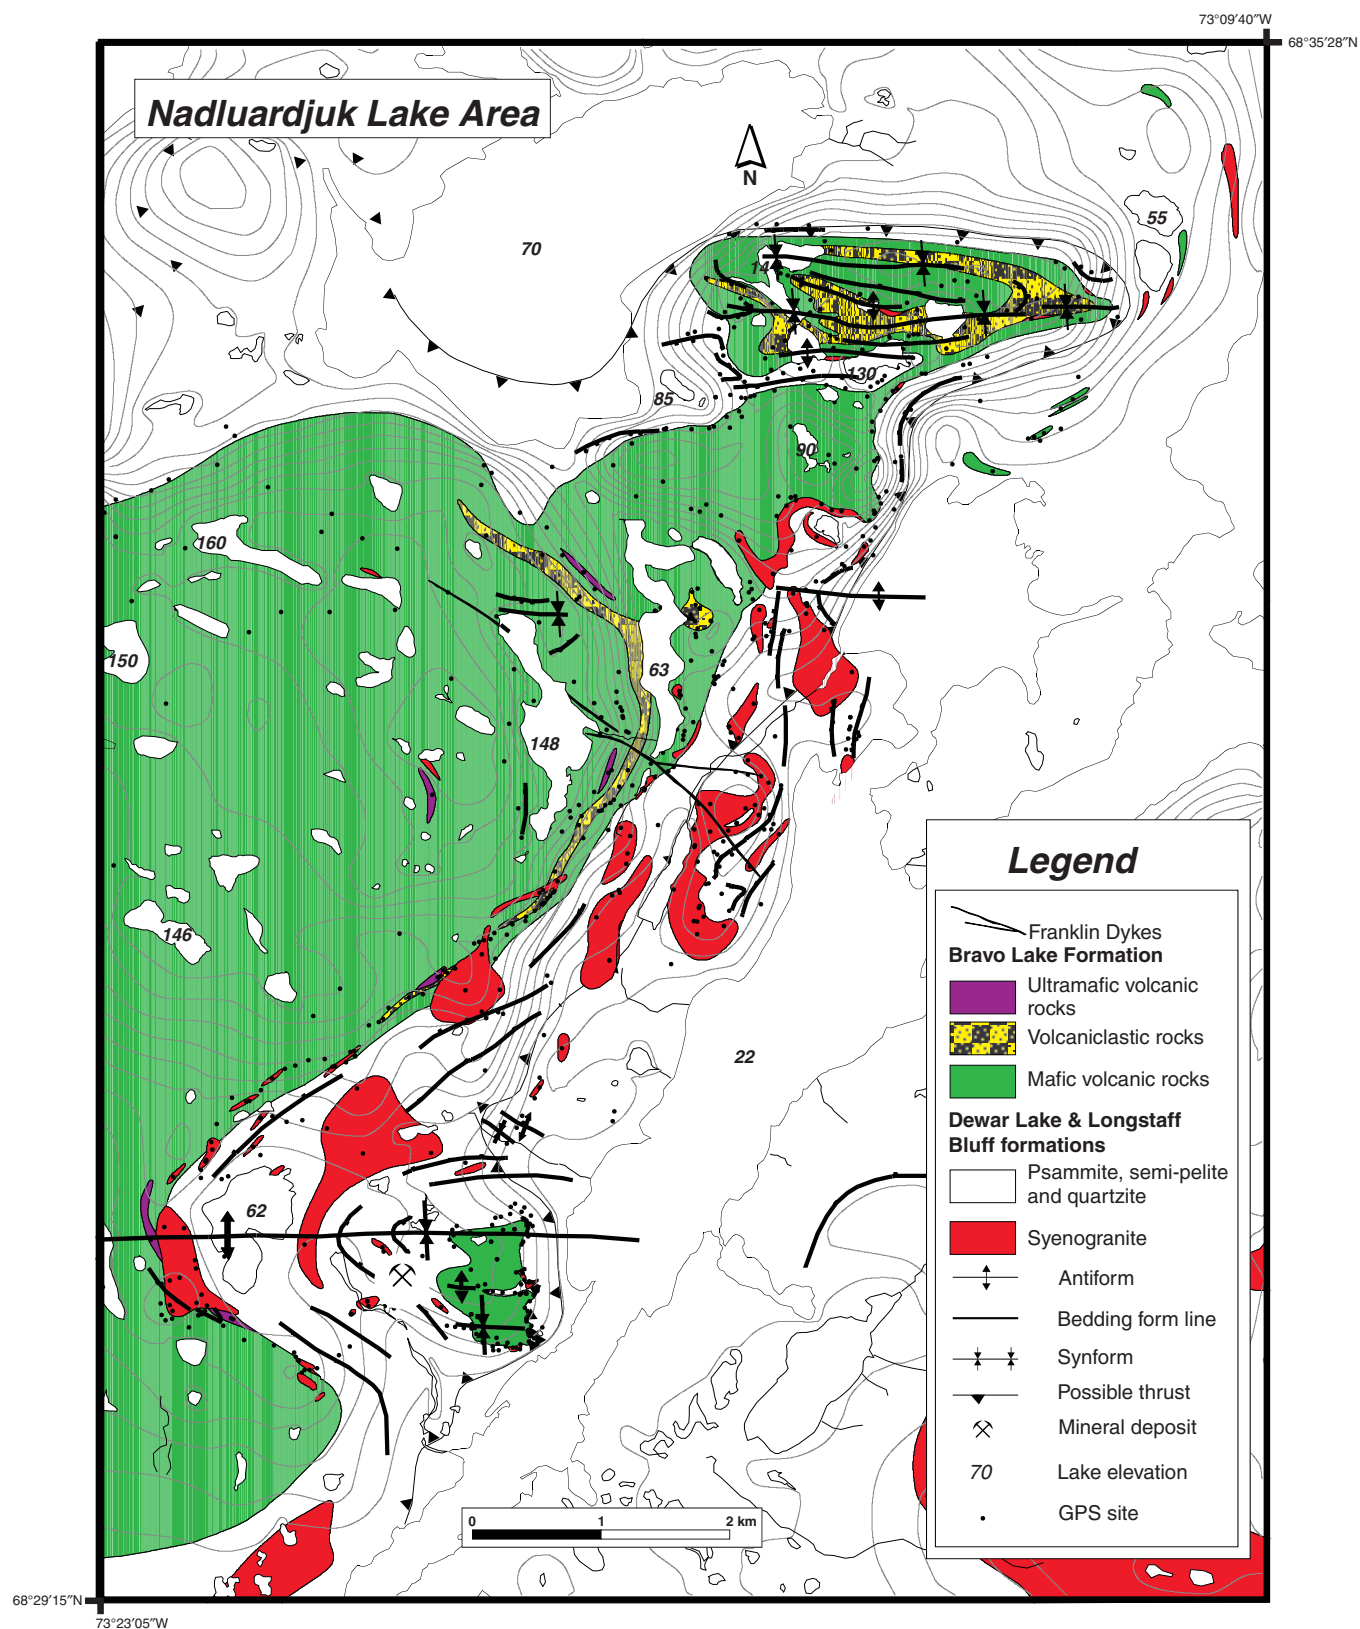 73°09′40″W
68°35′28″N
Nadluardjuk Lake Area
N
55
70
14
130
85
90
160
150
63
148
146
22
62
Legend
Franklin Dykes
Bravo Lake Formation
Ultramafic volcanic
rocks
Volcaniclastic rocks
Mafic volcanic rocks
Dewar Lake & Longstaff
Bluff formations
Psammite, semi-pelite
and quartzite
Syenogranite
Antiform
Bedding form line
Synform
Possible thrust
Mineral deposit
70 Lake elevation
GPS site
0 1 2 km
68°29′15″N
73°23′05″W